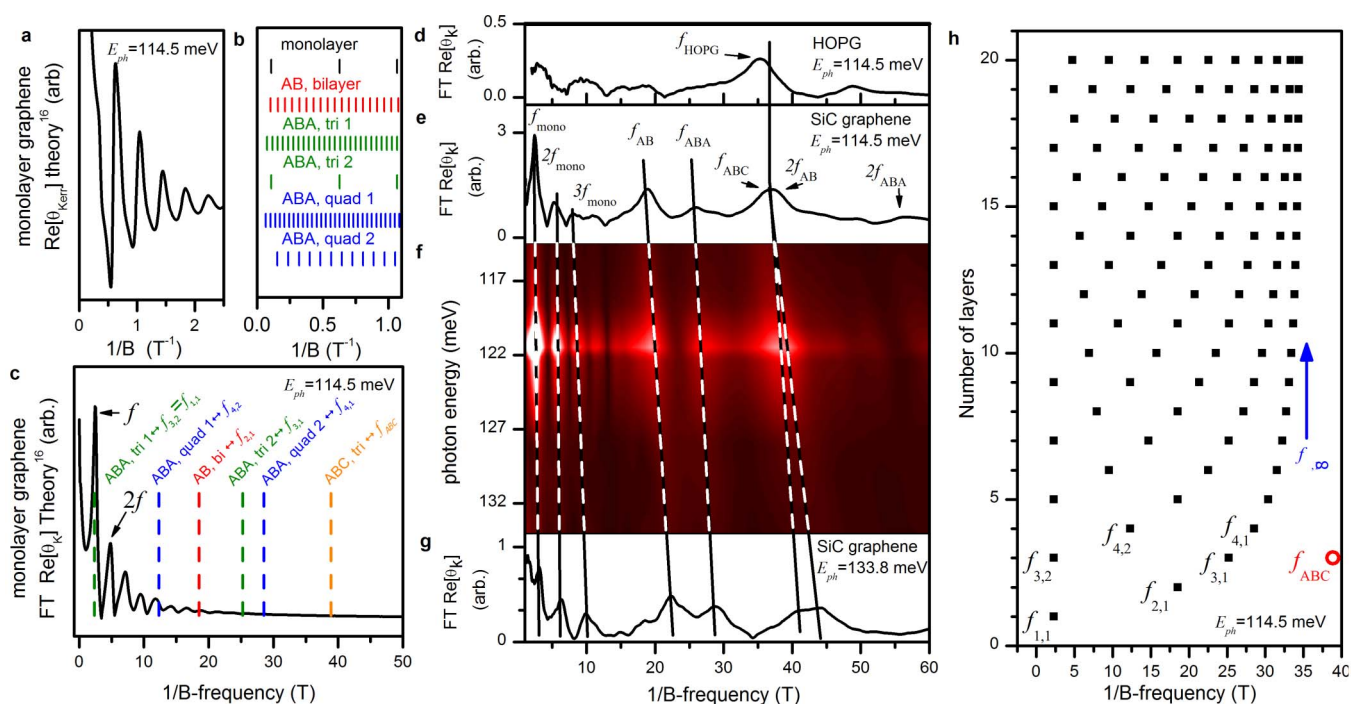 a
E_ph=114.5 meV
monolayer graphene
Re[θ_Kerr] theory^16 (arb)
0
1
2
1/B (T^-1)
b
monolayer
AB, bilayer
ABA, tri 1
ABA, tri 2
ABA, quad 1
ABA, quad 2
0.0
0.5
1.0
1/B (T^-1)
c
E_ph=114.5 meV
monolayer graphene
FT Re[θ_K] Theory^16 (arb.)
f
2f
ABA, tri 1↔f_3,2=f_1,1
ABA, quad 1↔f_4,2
AB, bi ↔f_2,1
ABA, tri 2↔f_3,1
ABA, quad 2 ↔f_4,1
ABC, tri ↔f_ABC
0
10
20
30
40
50
1/B-frequency (T)
d
0.5
0.0
FT Re[θ_K]
(arb.)
f_HOPG
HOPG
E_ph=114.5 meV
e
3
0
FT Re[θ_K]
(arb.)
f_mono
2f_mono
3f_mono
f_AB
f_ABA
f_ABC
2f_AB
2f_ABA
SiC graphene
E_ph=114.5 meV
f
117
122
127
132
photon energy (meV)
g
1
0
FT Re[θ_K]
(arb.)
SiC graphene
E_ph=133.8 meV
10
20
30
40
50
60
1/B-frequency (T)
h
20
15
10
5
0
Number of layers
f_1,1
f_3,2
f_4,2
f_2,1
f_3,1
f_4,1
f_,∞
f_ABC
E_ph=114.5 meV
0
5
10
15
20
25
30
35
40
1/B-frequency (T)